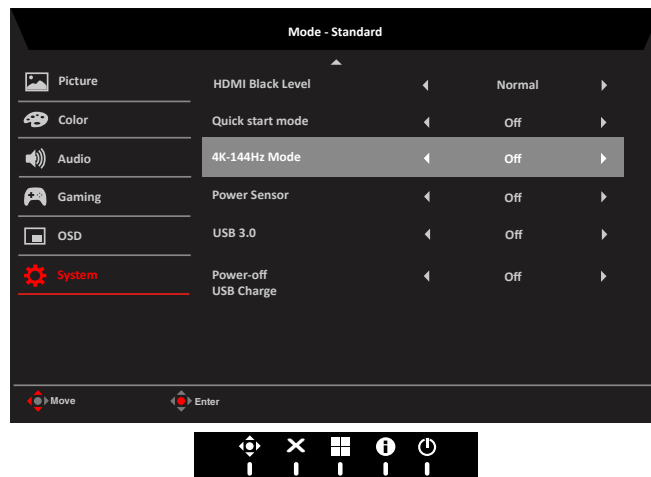 Mode - Standard
Picture
Color
Audio
Gaming
OSD
System
HDMI Black Level Normal
Quick start mode Off
4K-144Hz Mode Off
Power Sensor Off
USB 3.0 Off
Power-off Off
USB Charge
Move Enter